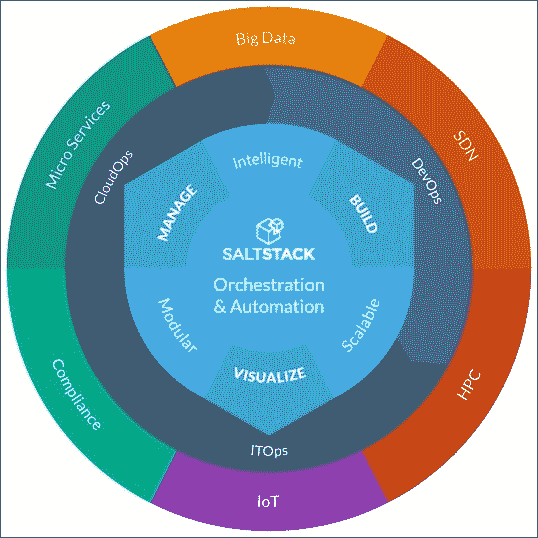 Big Data
SDN
HPC
IoT
Compliance
Micro Services
CloudOps
DevOps
ITOps
Intelligent
MANAGE
BUILD
SALTSTACK
Orchestration
& Automation
Modular
Scalable
VISUALIZE